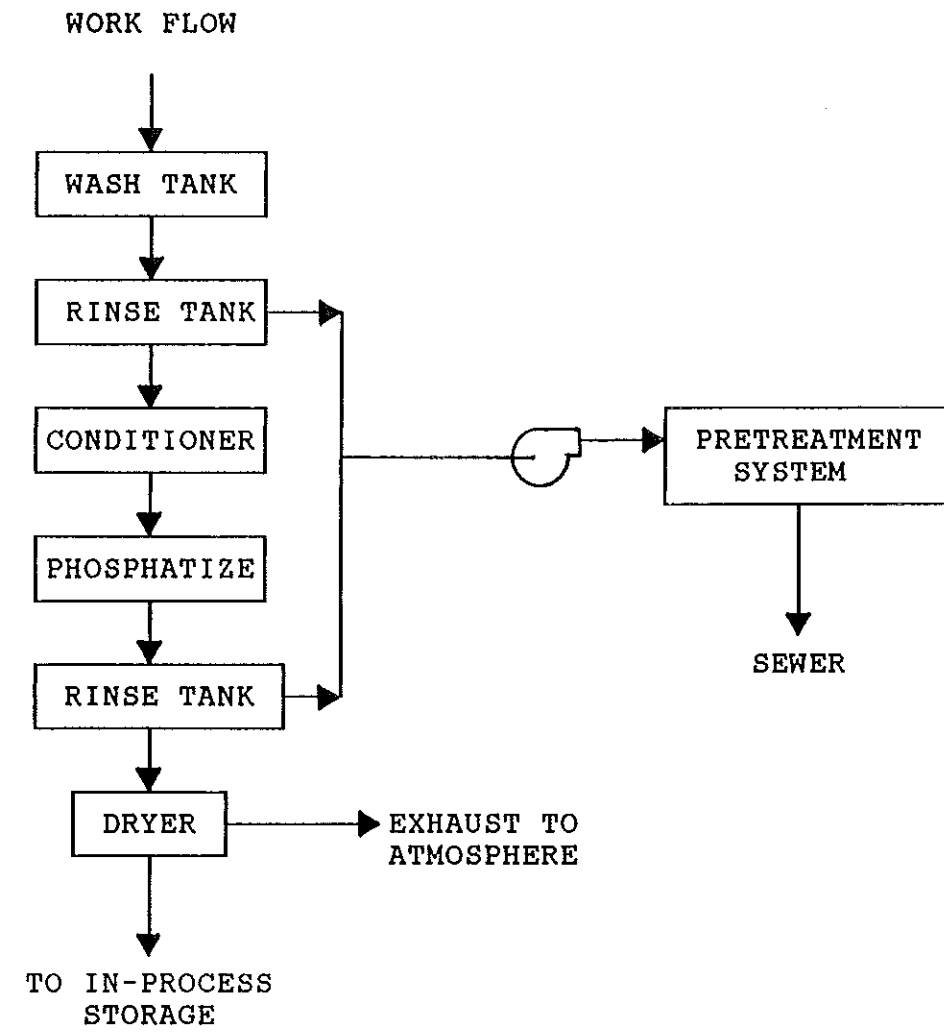 WORK FLOW
WASH TANK
RINSE TANK
CONDITIONER
PHOSPHATIZE
RINSE TANK
DRYER
EXHAUST TO
ATMOSPHERE
TO IN-PROCESS
STORAGE
PRETREATMENT
SYSTEM
SEWER